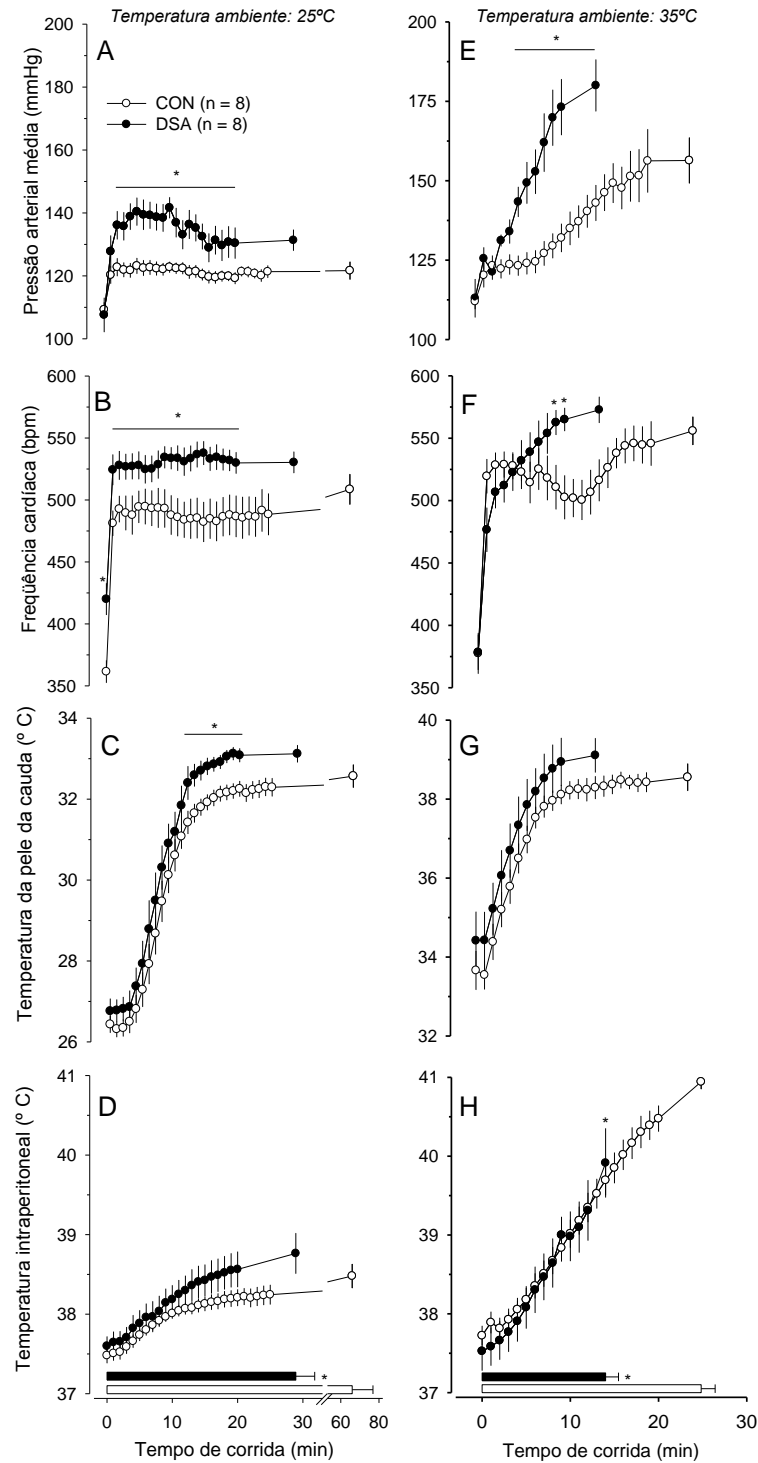 Temperatura ambiente: 25ºC
A
Pressão arterial média (mmHg)
200
180
160
140
120
100
CON (n = 8)
DSA (n = 8)
*
Temperatura ambiente: 35ºC
E
200
175
150
125
100
*
B
Freqüência cardíaca (bpm)
600
550
500
450
400
350
*
*
F
600
550
500
450
400
350
* *
C
Temperatura da pele da cauda (º C)
34
33
32
30
29
28
26
*
G
40
39
38
36
35
34
32
D
Temperatura intraperitoneal (º C)
41
40
39
38
37
*
0 10 20 30 60 80
Tempo de corrida (min)
H
41
40
39
38
37
*
*
0 10 20 30
Tempo de corrida (min)